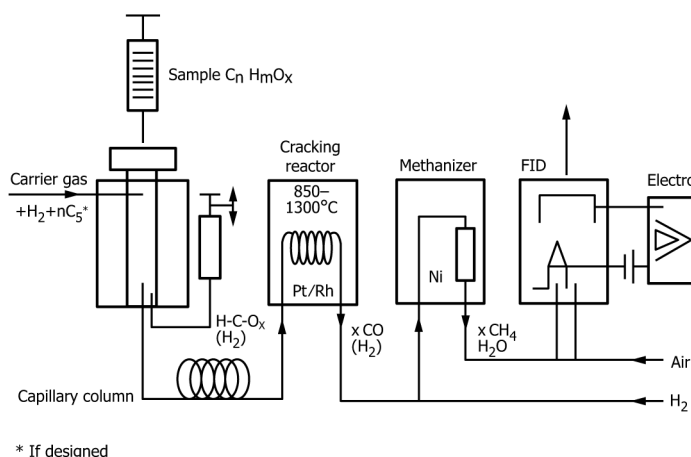 Sample Cn HmOx
Cracking
reactor
Methanizer
FID
Carrier gas
+H2+nC5*
850–
1300°C
Electro
Pt/Rh
Ni
H-C-Ox
(H2)
x CO
(H2)
x CH4
H2O
Air
Capillary column
H2
* If designed